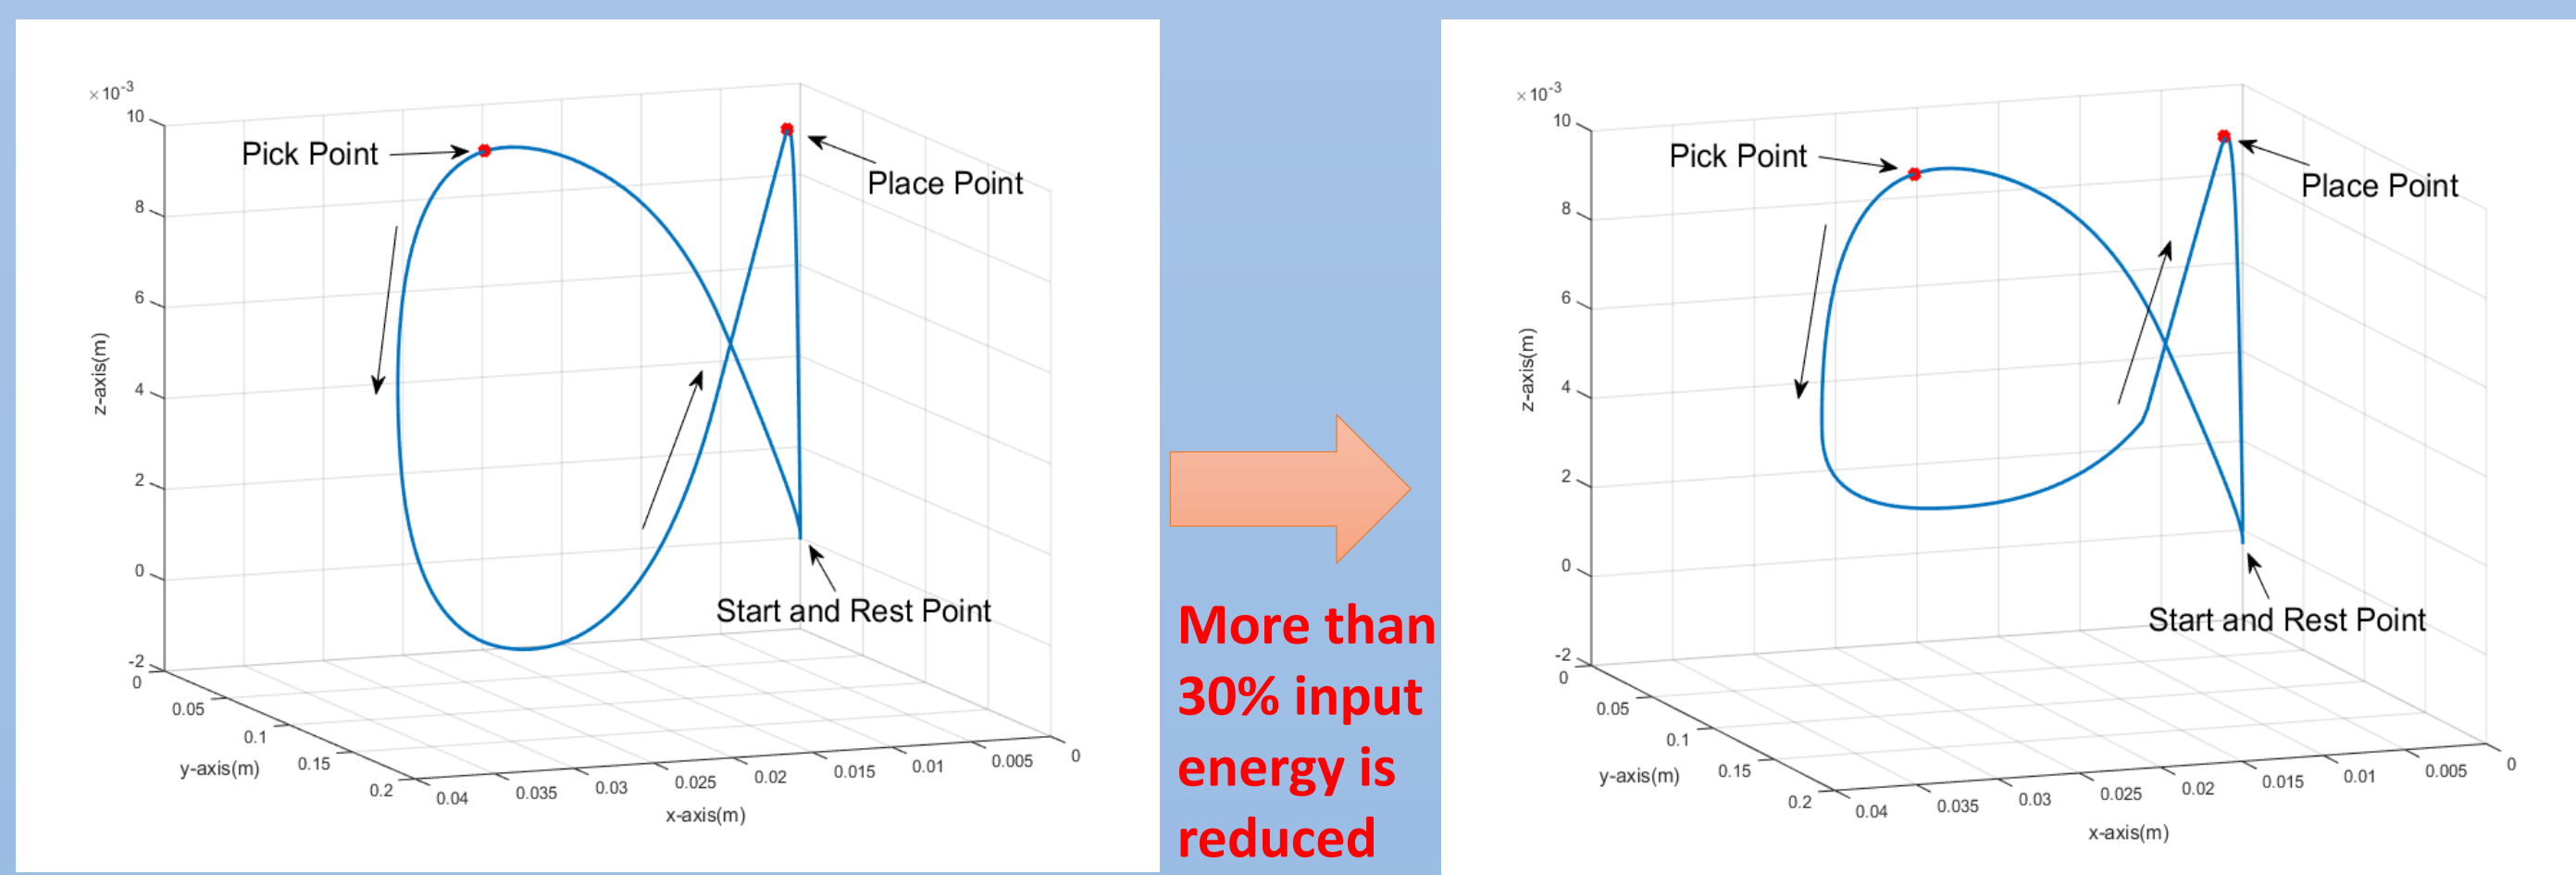 ×10-3
10
8
6
4
2
0
-2
z-axis(m)
0
0.05
0.1
0.15
0.2
y-axis(m)
0.04
0.035
0.03
0.025
0.02
0.015
0.01
0.005
0
x-axis(m)
Pick Point
Place Point
Start and Rest Point
More than
30% input
energy is
reduced
×10-3
10
8
6
4
2
0
-2
z-axis(m)
0
0.05
0.1
0.15
0.2
y-axis(m)
0.04
0.035
0.03
0.025
0.02
0.015
0.01
0.005
0
x-axis(m)
Pick Point
Place Point
Start and Rest Point